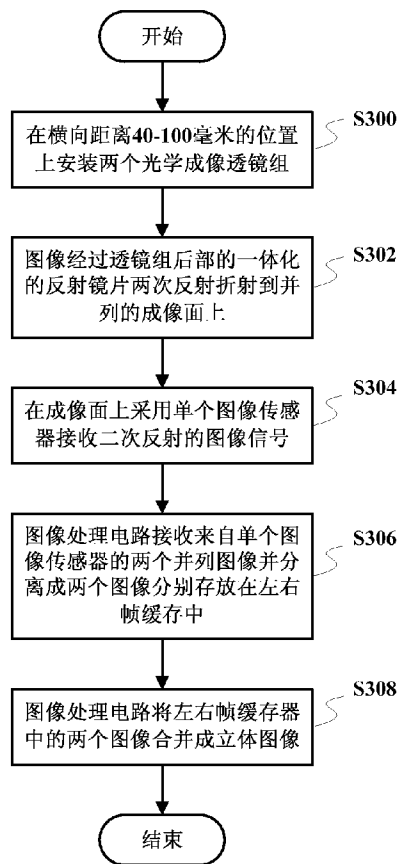 开始
S300
在横向距离40-100毫米的位置
上安装两个光学成像透镜组
S302
图像经过透镜组后部的一体化
的反射镜片两次反射折射到并
列的成像面上
S304
在成像面上采用单个图像传感
器接收二次反射的图像信号
S306
图像处理电路接收来自单个图
像传感器的两个并列图像并分
离成两个图像分别存放在左右
帧缓存中
S308
图像处理电路将左右帧缓存器
中的两个图像合并成立体图像
结束